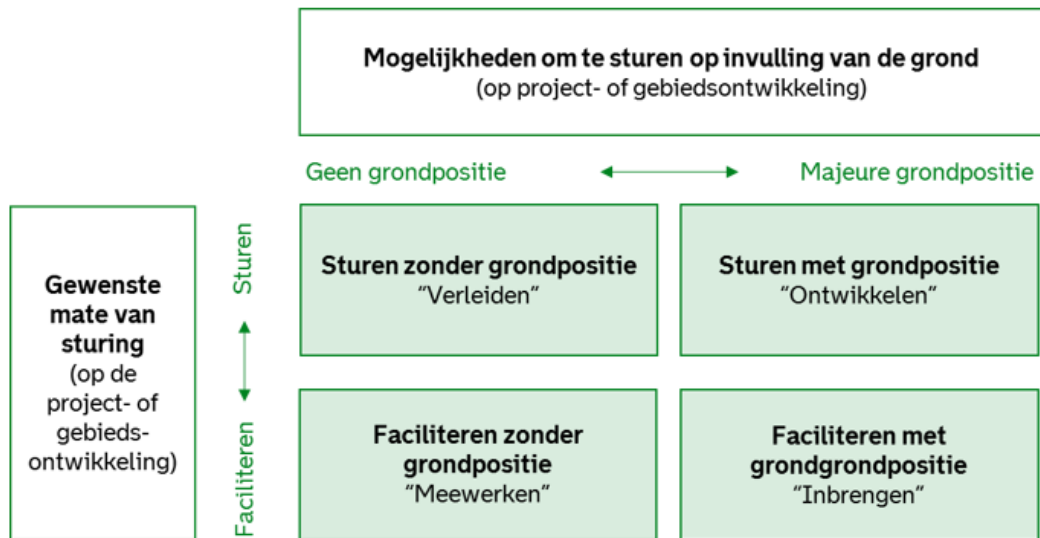 Mogelijkheden om te sturen op invulling van de grond
(op project- of gebiedsontwikkeling)
Geen grondpositie
Majeure grondpositie
Gewenste
mate van
sturing
(op de
project- of
gebieds-
ontwikkeling)
Sturen
Faciliteren
Sturen zonder grondpositie
“Verleiden”
Sturen met grondpositie
“Ontwikkelen”
Faciliteren zonder
grondpositie
“Meewerken”
Faciliteren met
grondgrondpositie
“Inbrengen”